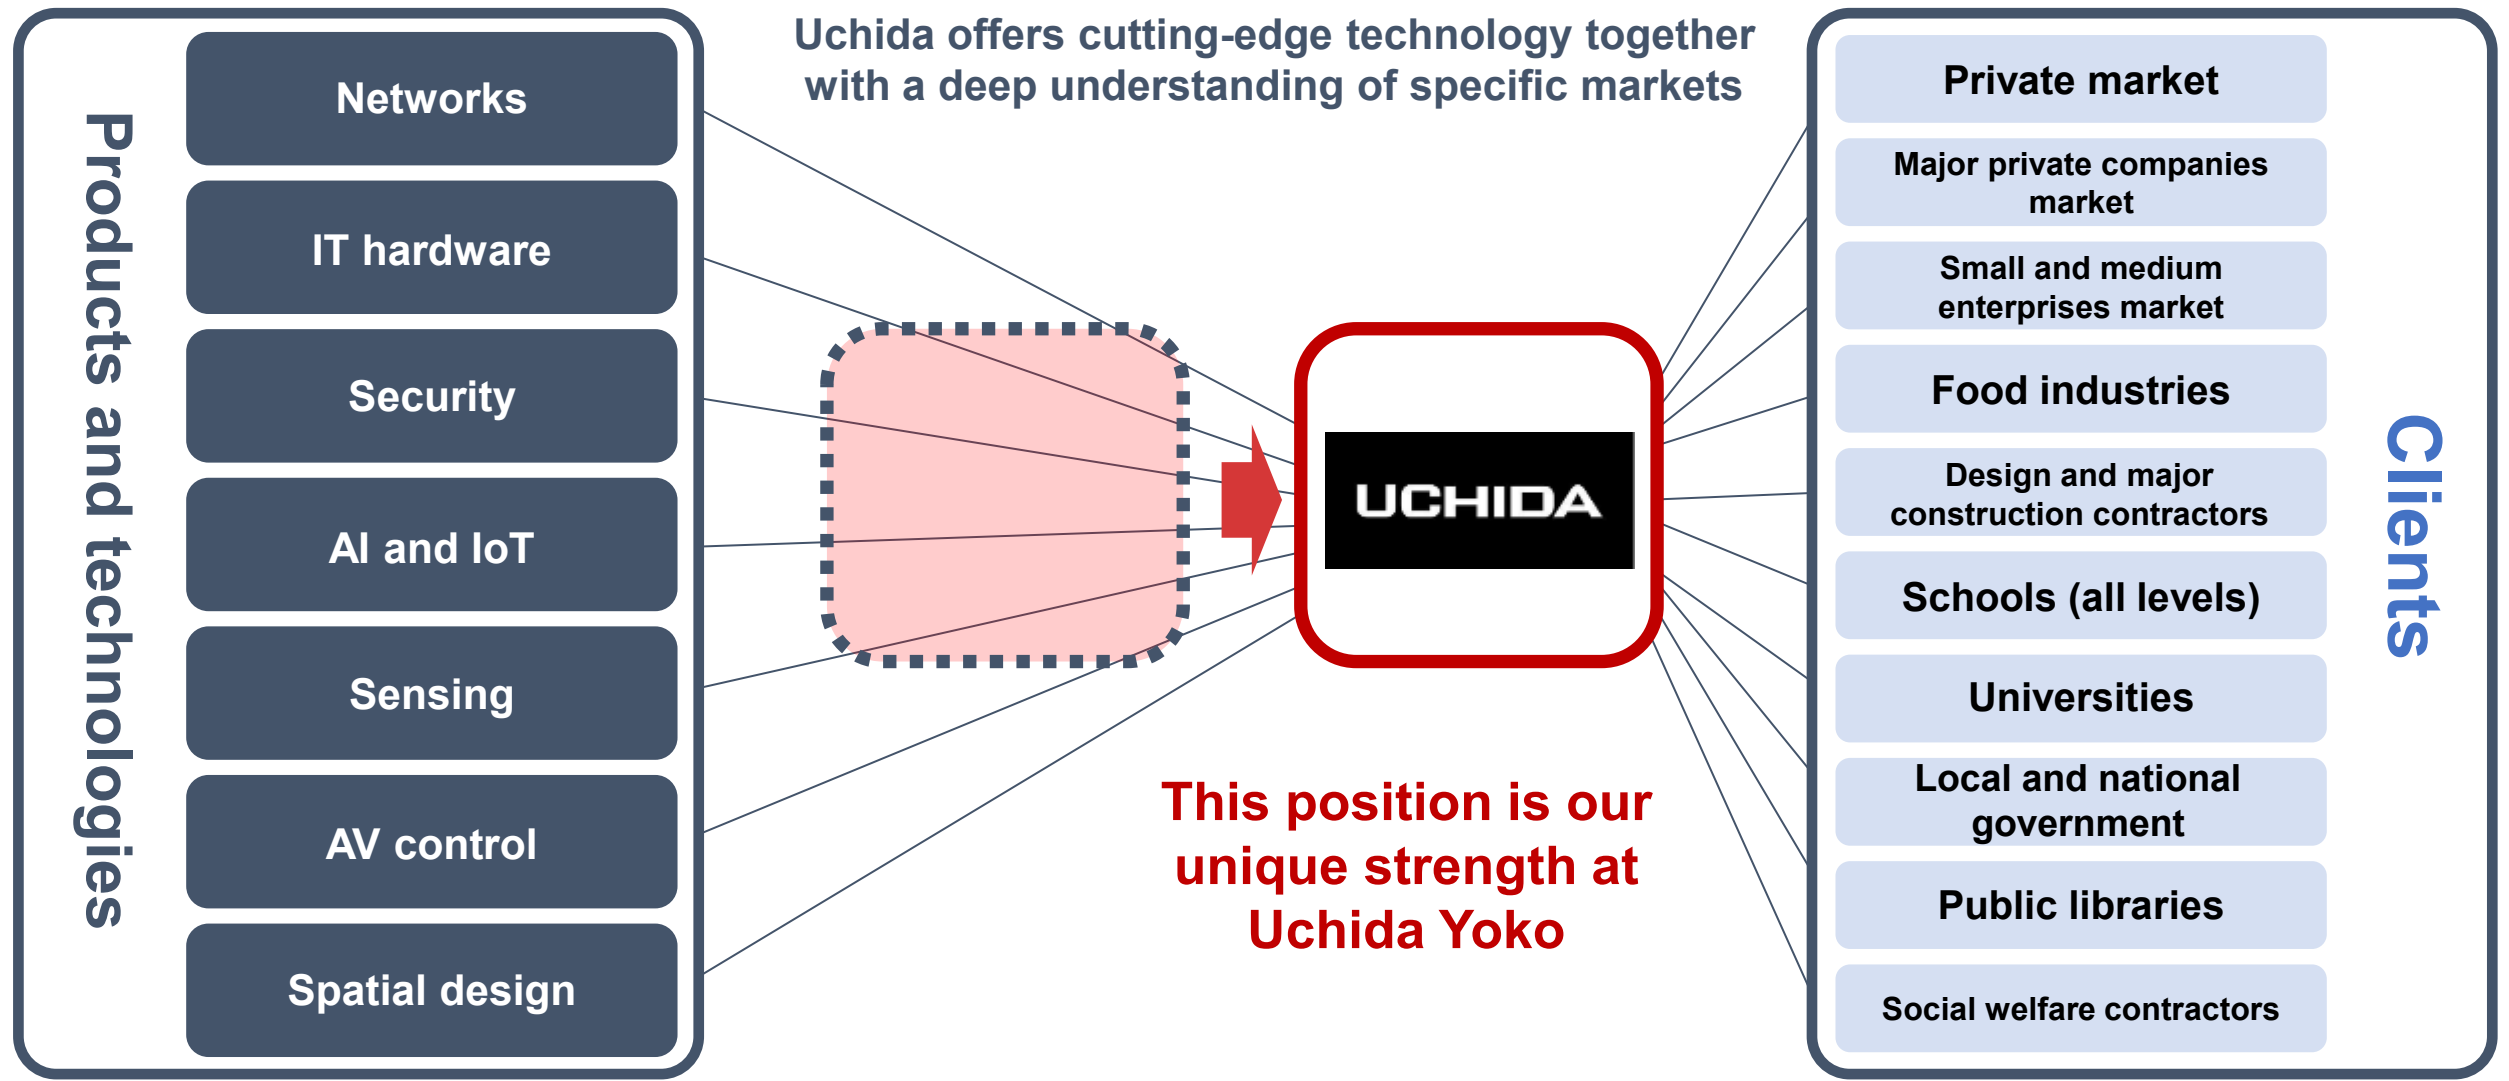 Products and technologies
Networks
IT hardware
Security
AI and IoT
Sensing
AV control
Spatial design
Uchida offers cutting-edge technology together
with a deep understanding of specific markets
UCHIDA
This position is our
unique strength at
Uchida Yoko
Private market
Major private companies
market
Small and medium
enterprises market
Food industries
Design and major
construction contractors
Schools (all levels)
Universities
Local and national
government
Public libraries
Social welfare contractors
Clients